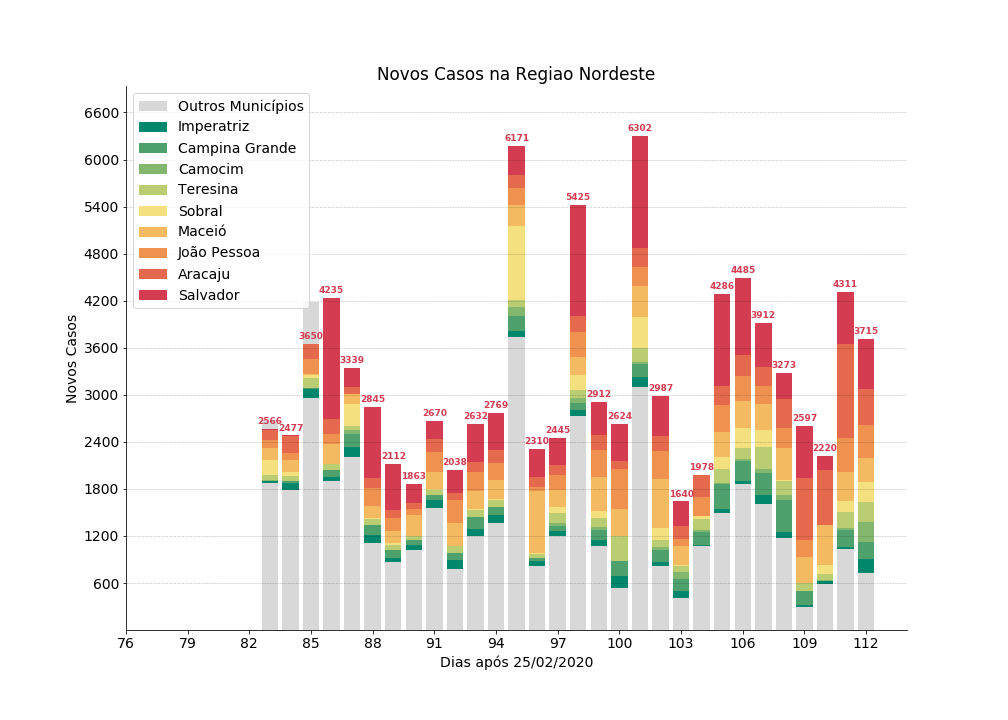 Novos Casos na Regiao Nordeste
Novos Casos
6600
6000
5400
4800
4200
3600
3000
2400
1800
1200
600
Outros Municípios
Imperatriz
Campina Grande
Camocim
Teresina
Sobral
Maceió
João Pessoa
Aracaju
Salvador
2566
2477
3650
4235
3339
2845
2112
1863
2670
2038
2632
2769
6171
2310
2445
5425
2912
2624
6302
2987
1640
1978
4286
4485
3912
3273
2597
2220
4311
3715
76 79 82 85 88 91 94 97 100 103 106 109 112
Dias após 25/02/2020